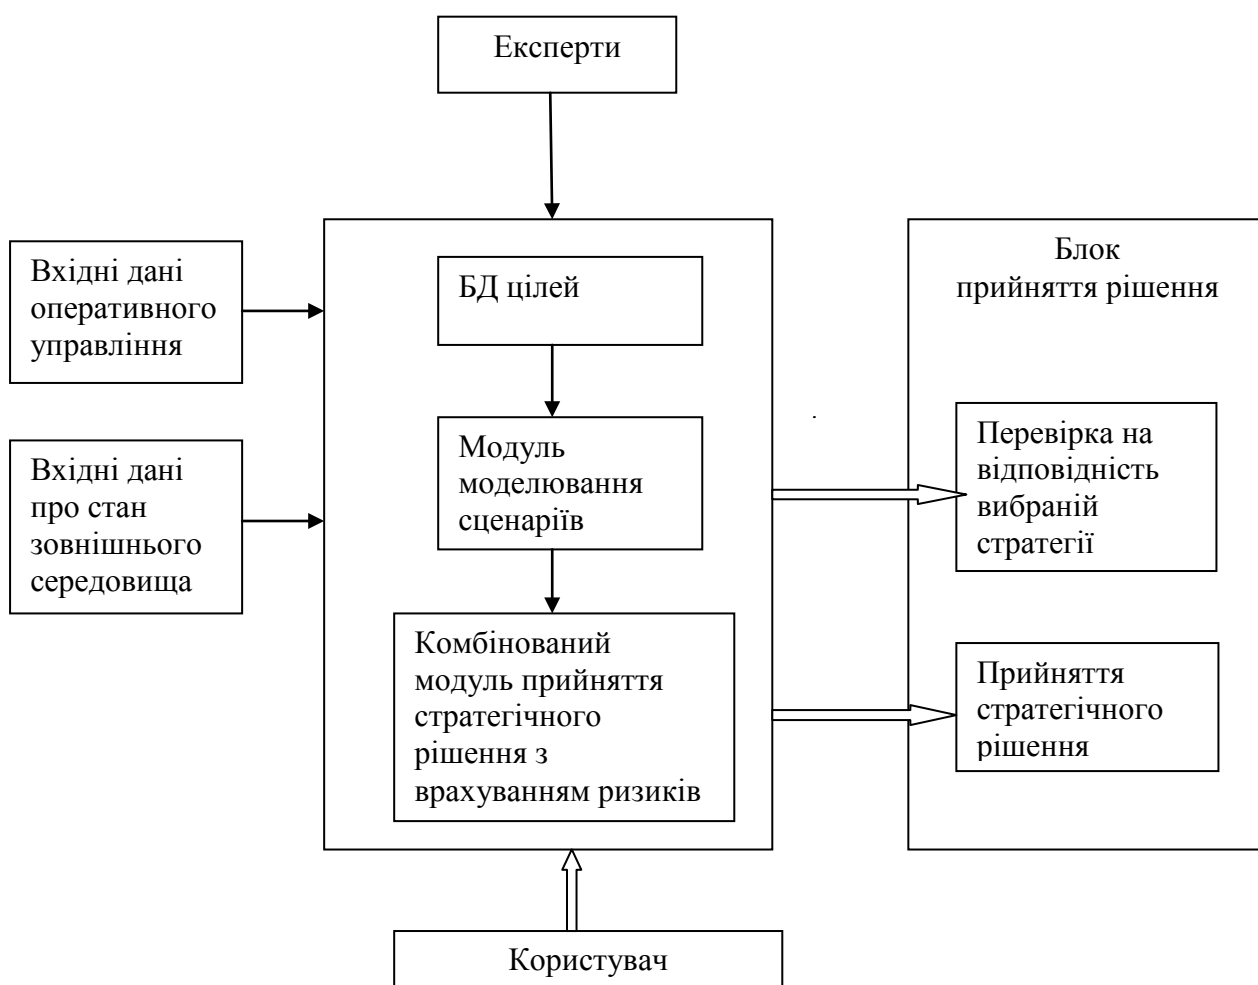 Експерти
Вхідні дані
оперативного
управління
Вхідні дані
про стан
зовнішнього
середовища
БД цілей
Модуль
моделювання
сценаріїв
Комбінований
модуль прийняття
стратегічного
рішення з
врахуванням ризиків
Блок
прийняття рішення
Перевірка на
відповідність
вибраній
стратегії
Прийняття
стратегічного
рішення
Користувач